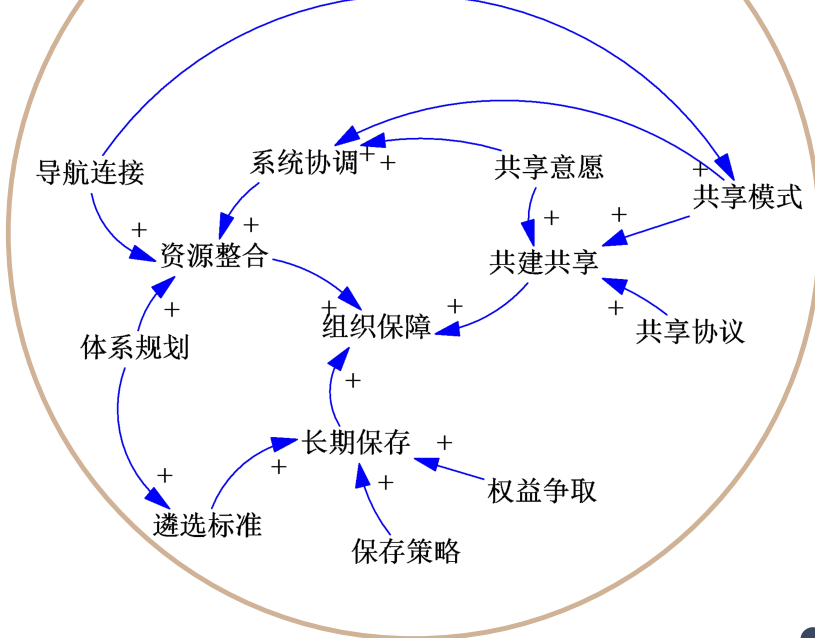 导航连接
系统协调
+
+
共享意愿
+
共享模式
+
+
+
+
资源整合
共建共享
+
+
+
+
组织保障
共享协议
体系规划
+
长期保存
+
+
+
+
权益争取
遴选标准
保存策略